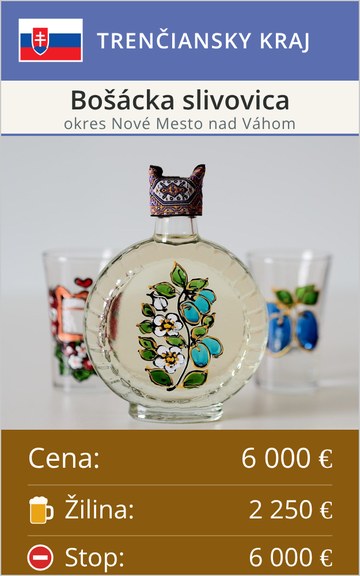 TRENČIANSKY KRAJ
Bošácka slivovica
okres Nové Mesto nad Váhom
Cena: 6 000 €
Žilina: 2 250 €
Stop: 6 000 €